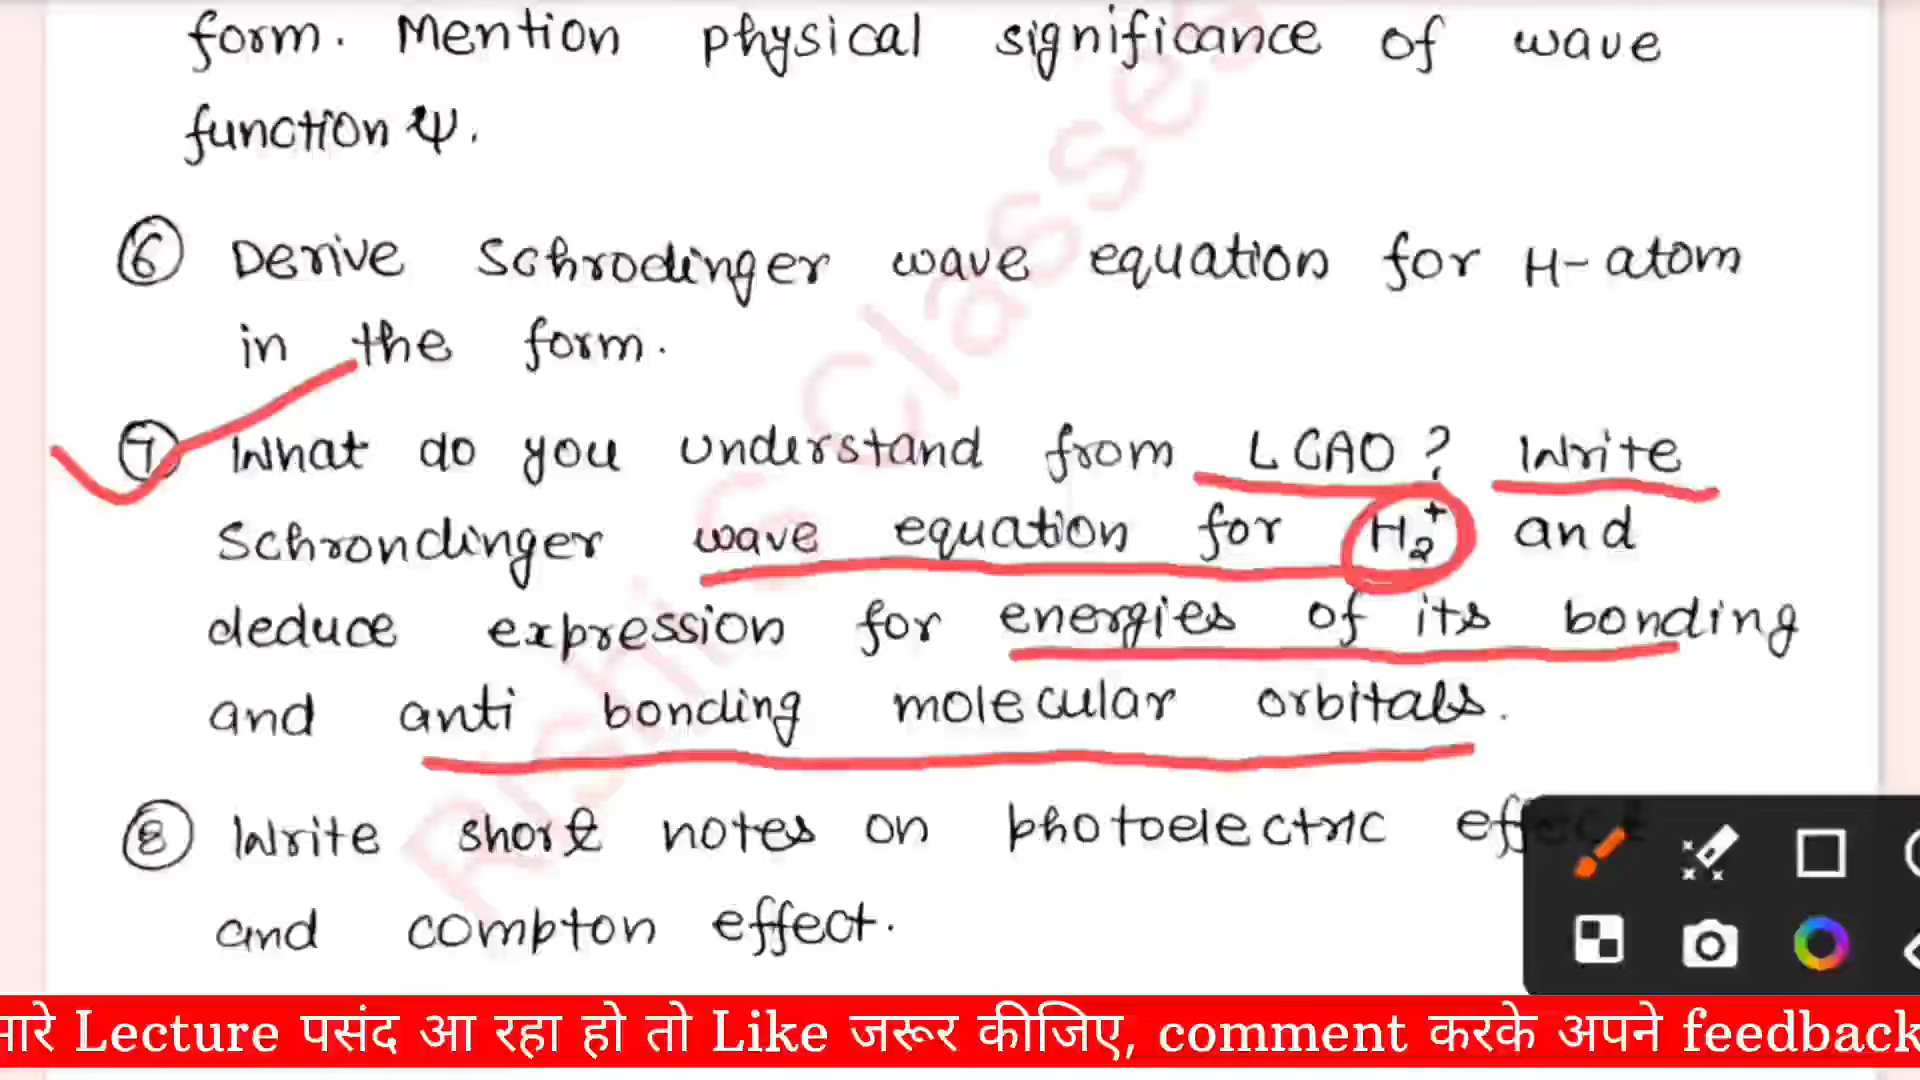 form. Mention physical significance of wave
function Ψ.
⑥ Derive Schrodinger wave equation for H-atom
in the form.
⑦ What do you understand from LCAO? Write
Schrondinger wave equation for H₂⁺ and
deduce expression for energies of its bonding
and anti bonding molecular orbitals.
⑧ Write short notes on photoelectric effect
and compton effect.
Classes
Lecture पसंद आ रहा हो तो Like जरूर कीजिए, comment करके अपने feedback